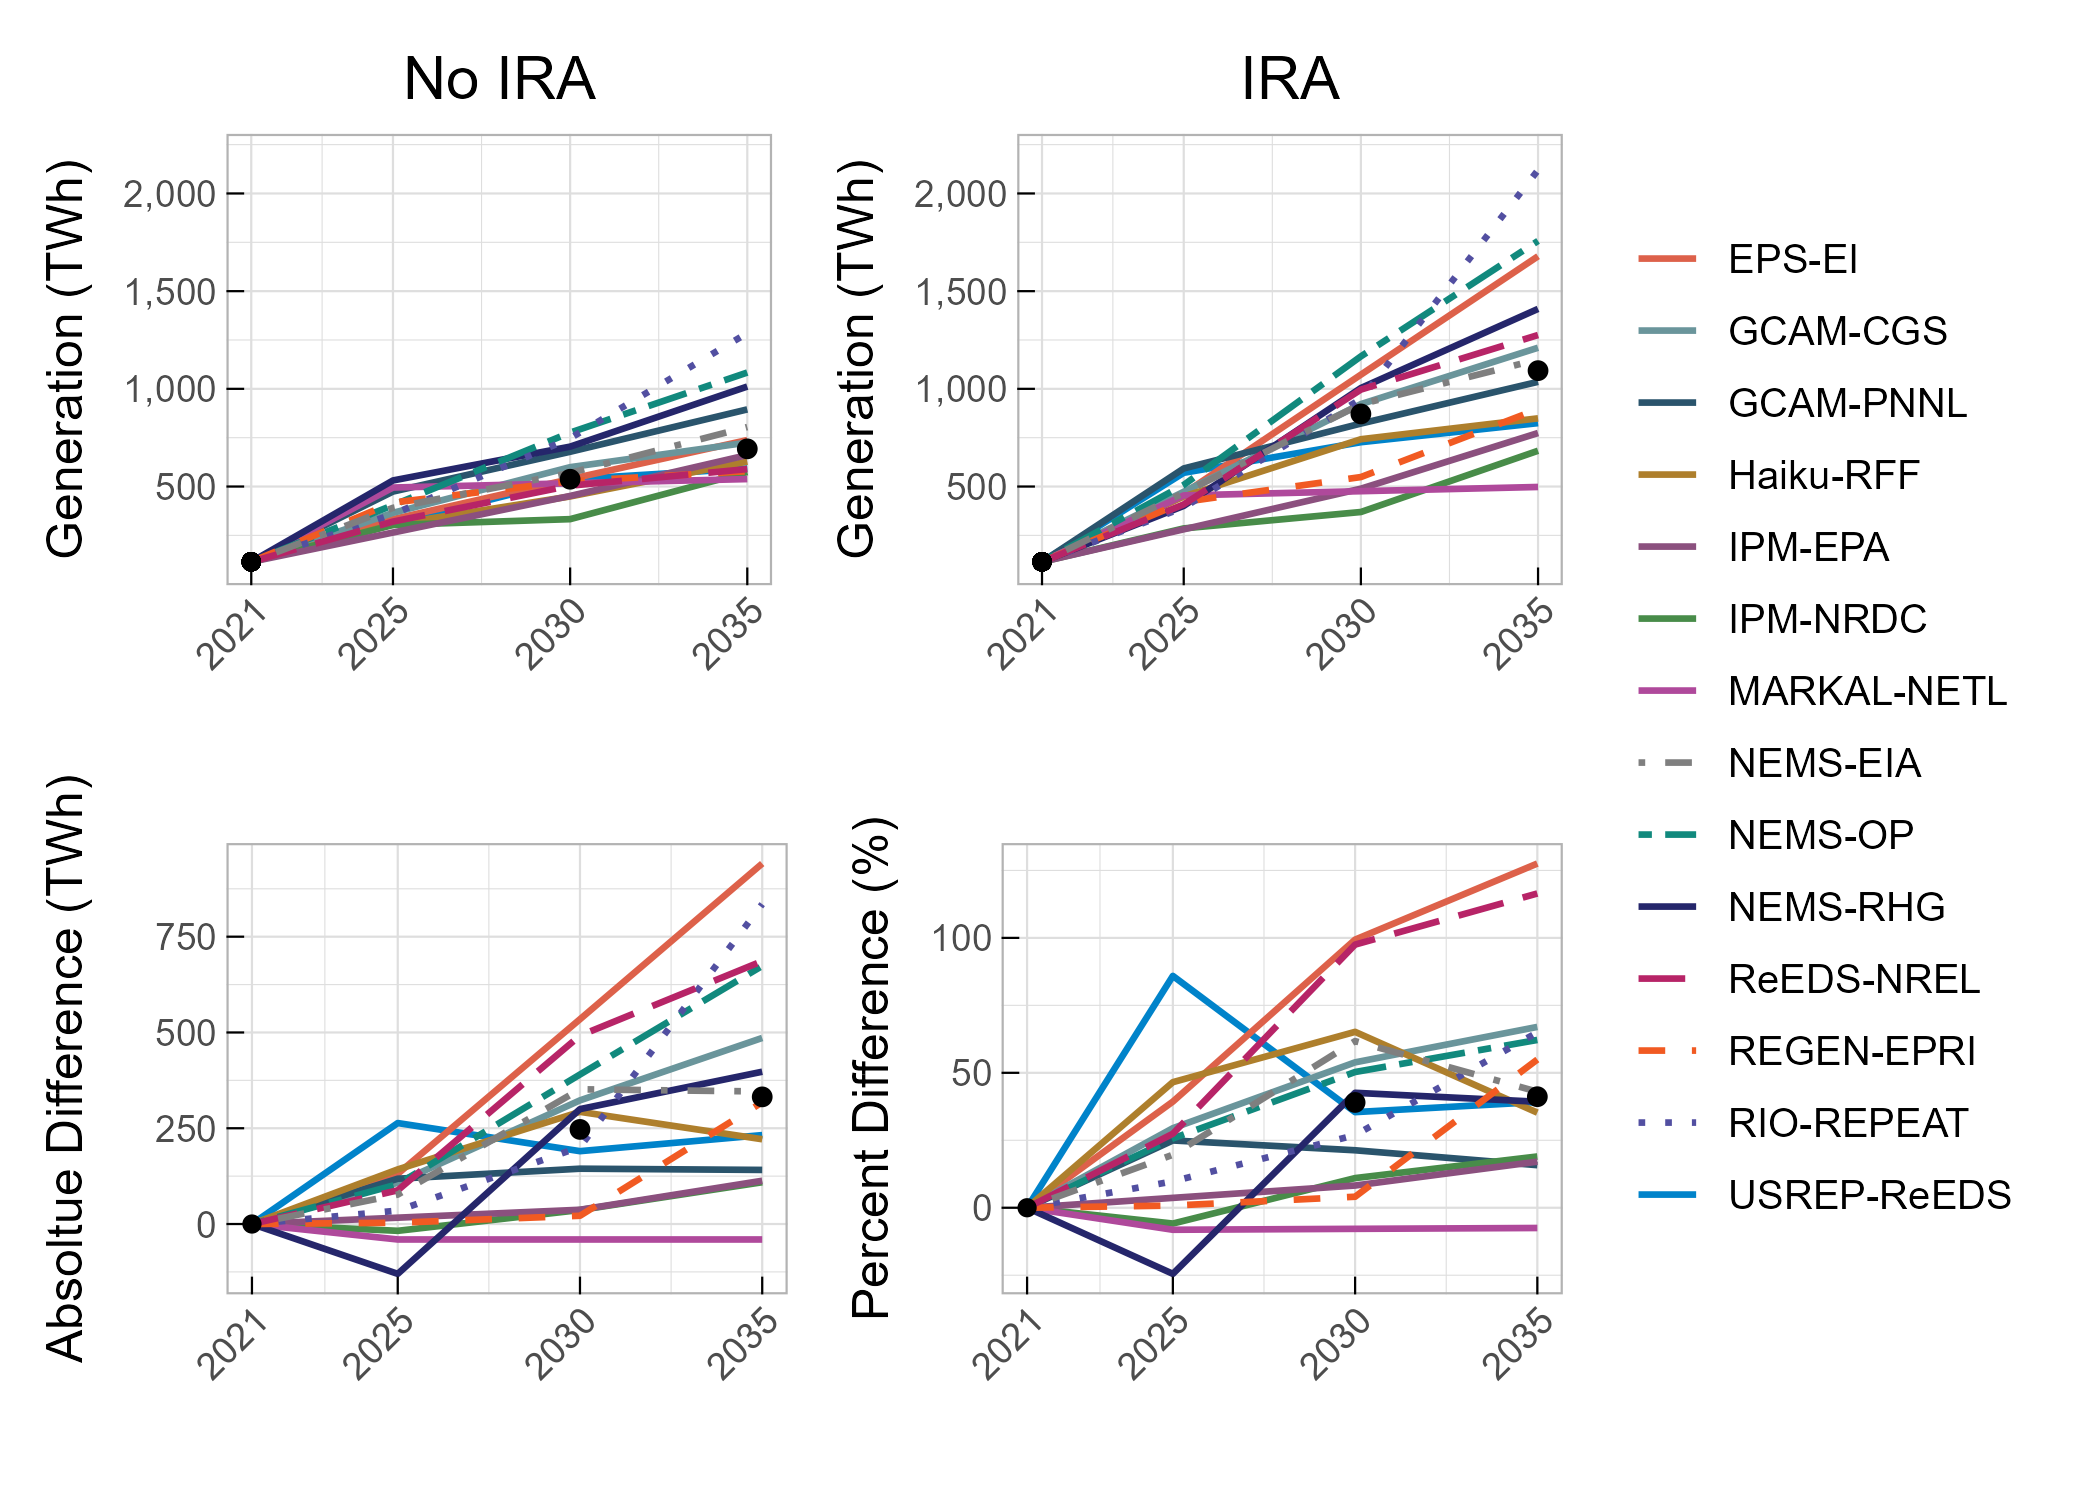 No IRA
IRA
Generation (TWh)
2,000
1,500
1,000
500
2021
2025
2030
2035
Generation (TWh)
2,000
1,500
1,000
500
2021
2025
2030
2035
Absoltue Difference (TWh)
750
500
250
0
2021
2025
2030
2035
Percent Difference (%)
100
50
0
2021
2025
2030
2035
EPS-EI
GCAM-CGS
GCAM-PNNL
Haiku-RFF
IPM-EPA
IPM-NRDC
MARKAL-NETL
NEMS-EIA
NEMS-OP
NEMS-RHG
ReEDS-NREL
REGEN-EPRI
RIO-REPEAT
USREP-ReEDS